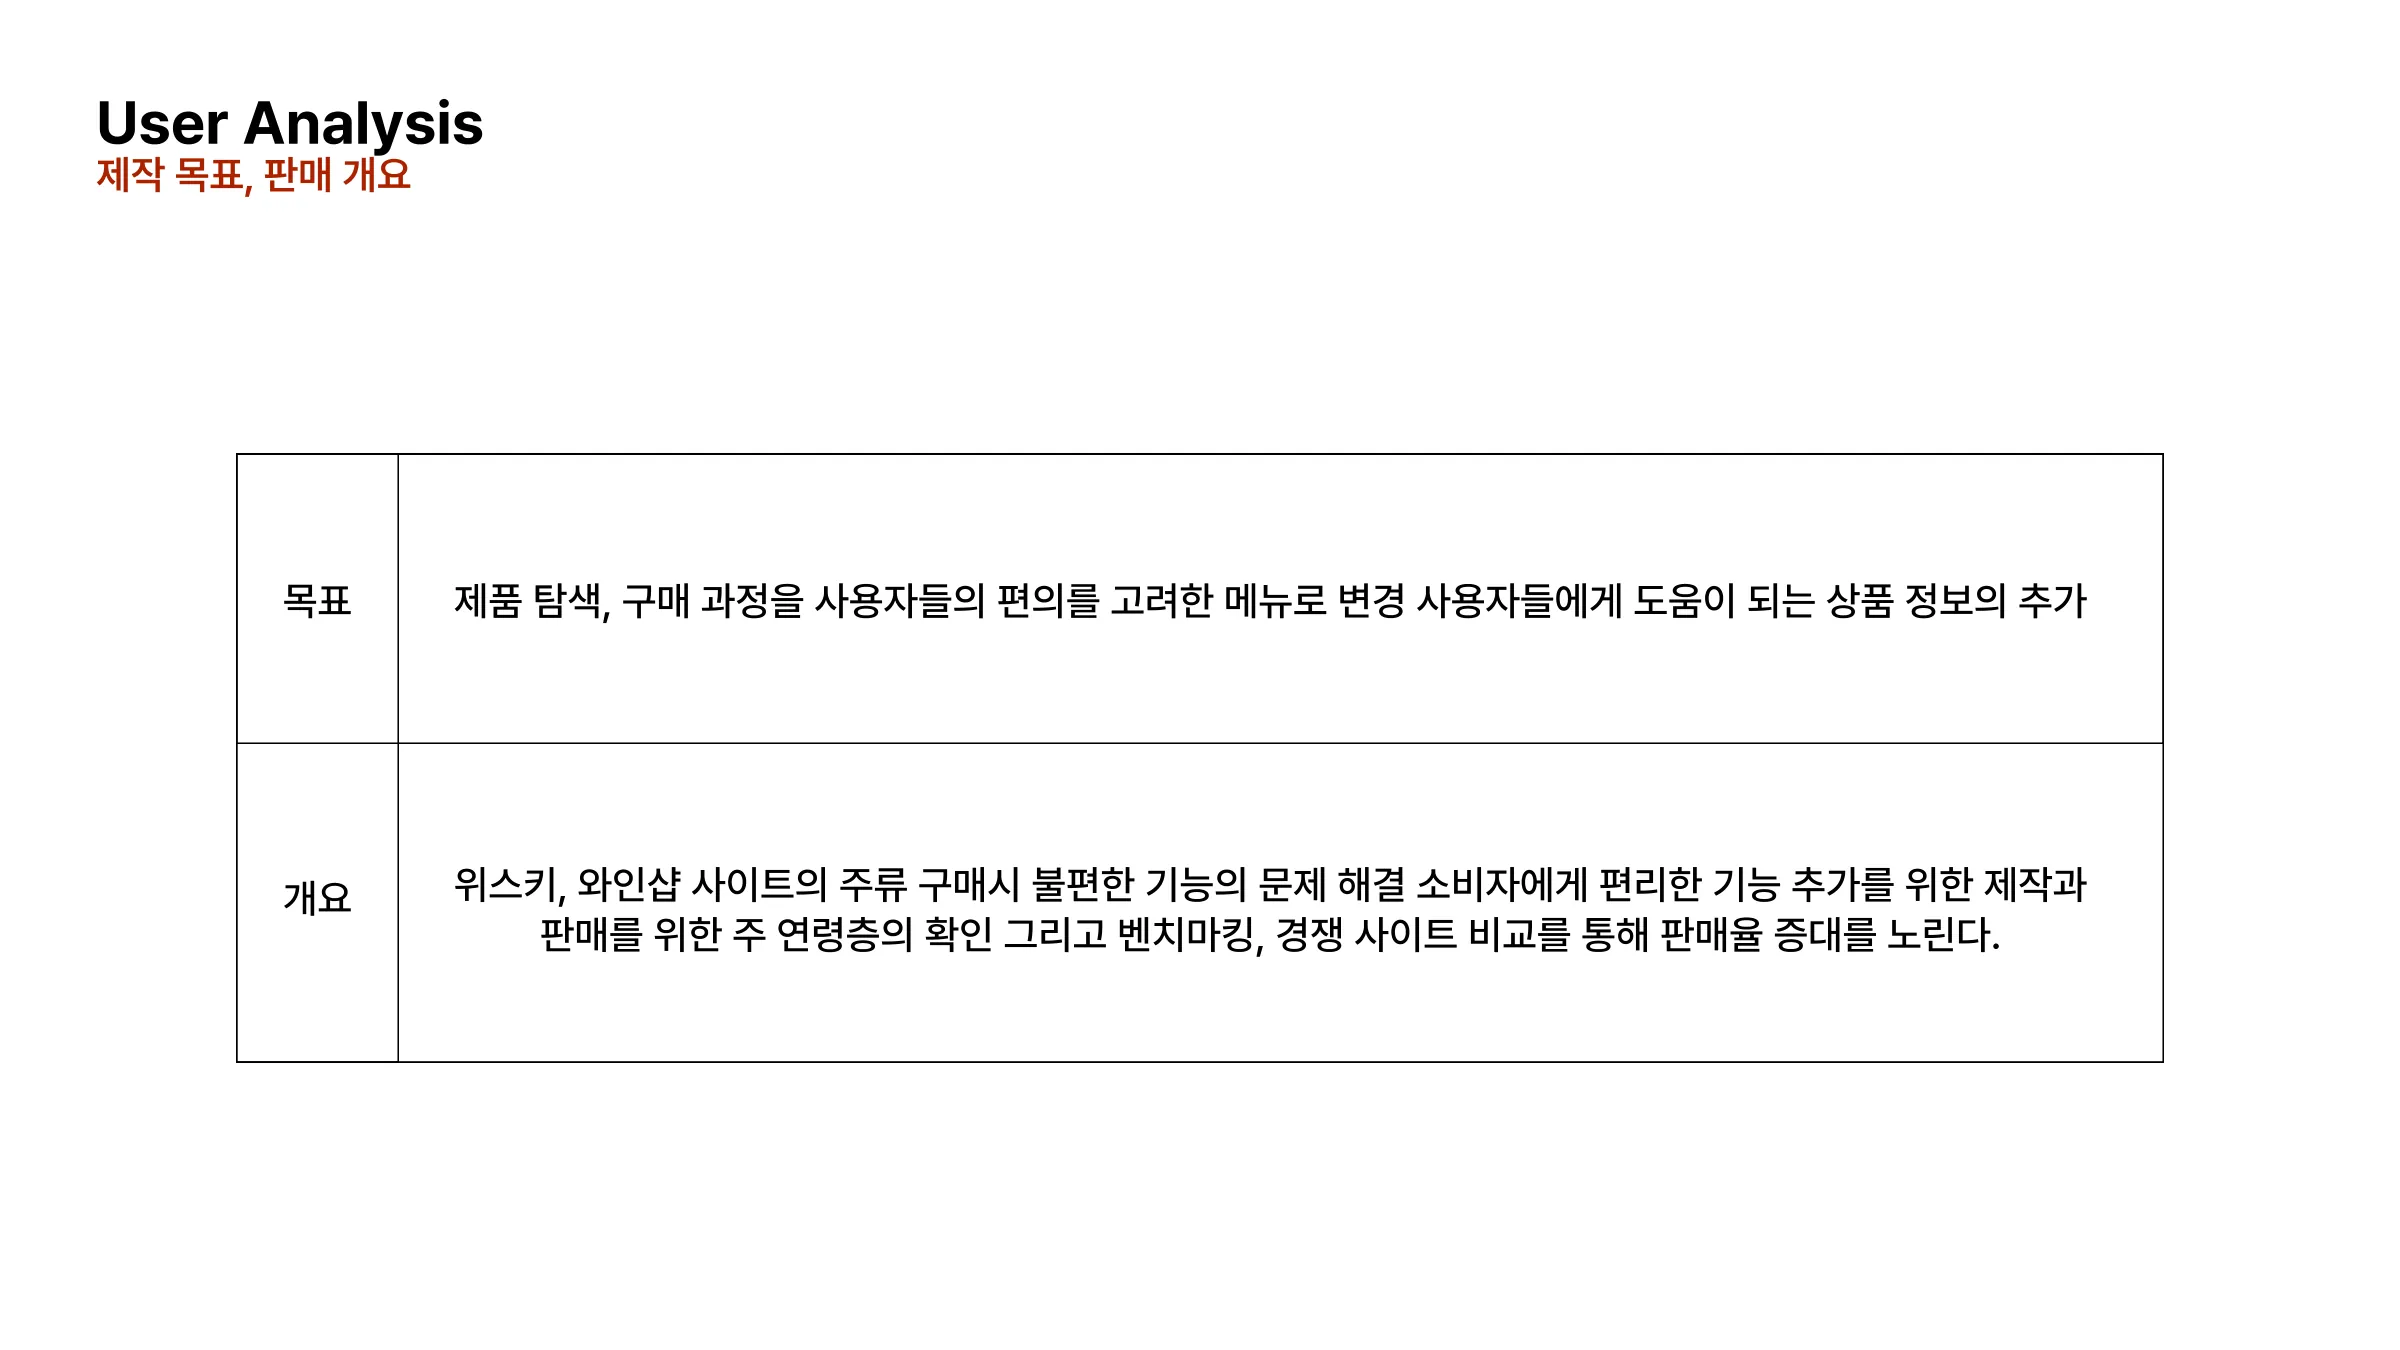 User Analysis
제작 목표, 판매 개요
목표
제품 탐색, 구매 과정을 사용자들의 편의를 고려한 메뉴로 변경 사용자들에게 도움이 되는 상품 정보의 추가
개요
위스키, 와인샵 사이트의 주류 구매시 불편한 기능의 문제 해결 소비자에게 편리한 기능 추가를 위한 제작과
판매를 위한 주 연령층의 확인 그리고 벤치마킹, 경쟁 사이트 비교를 통해 판매율 증대를 노린다.